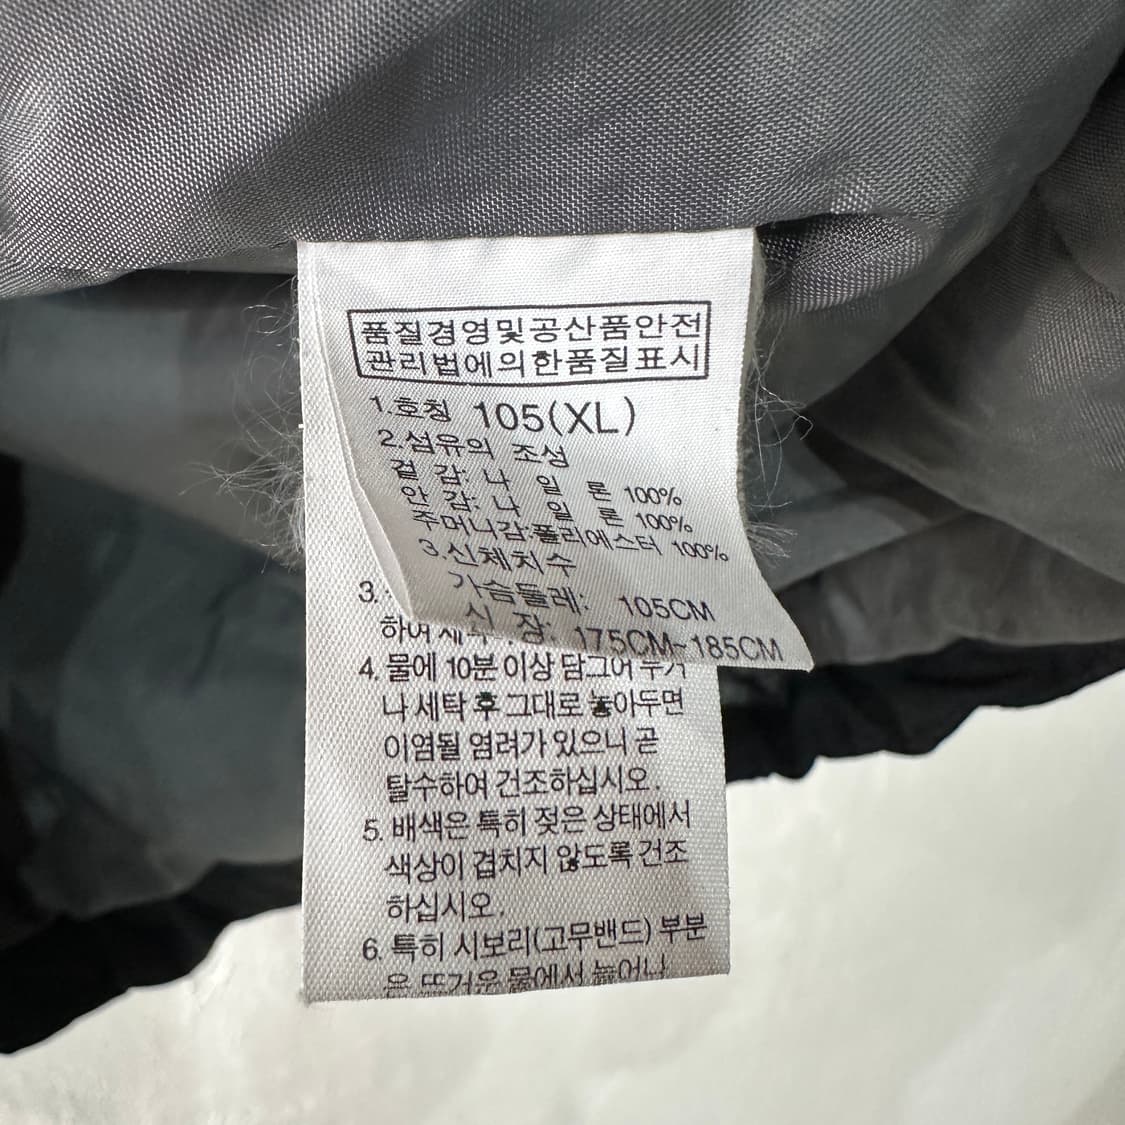 품질경영및공산품안전
관리법에의한품질표시
1.호칭 105(XL)
2.섬유의 조성
겉 감: 나 일 론 100%
안 감: 나 일 론 100%
주머니감:폴리에스터 100%
3.신체치수
가슴둘레: 105CM
신 장: 175CM~185CM
3.
하여
4. 물에 10분 이상 담그어 두거
나 세탁 후 그대로 놓아두면
이염될 염려가 있으니 곧
탈수하여 건조하십시오.
5. 배색은 특히 젖은 상태에서
색상이 겹치지 않도록 건조
하십시오.
6. 특히 시보리(고무밴드) 부분
은 뜨거운 물에서 늘어나